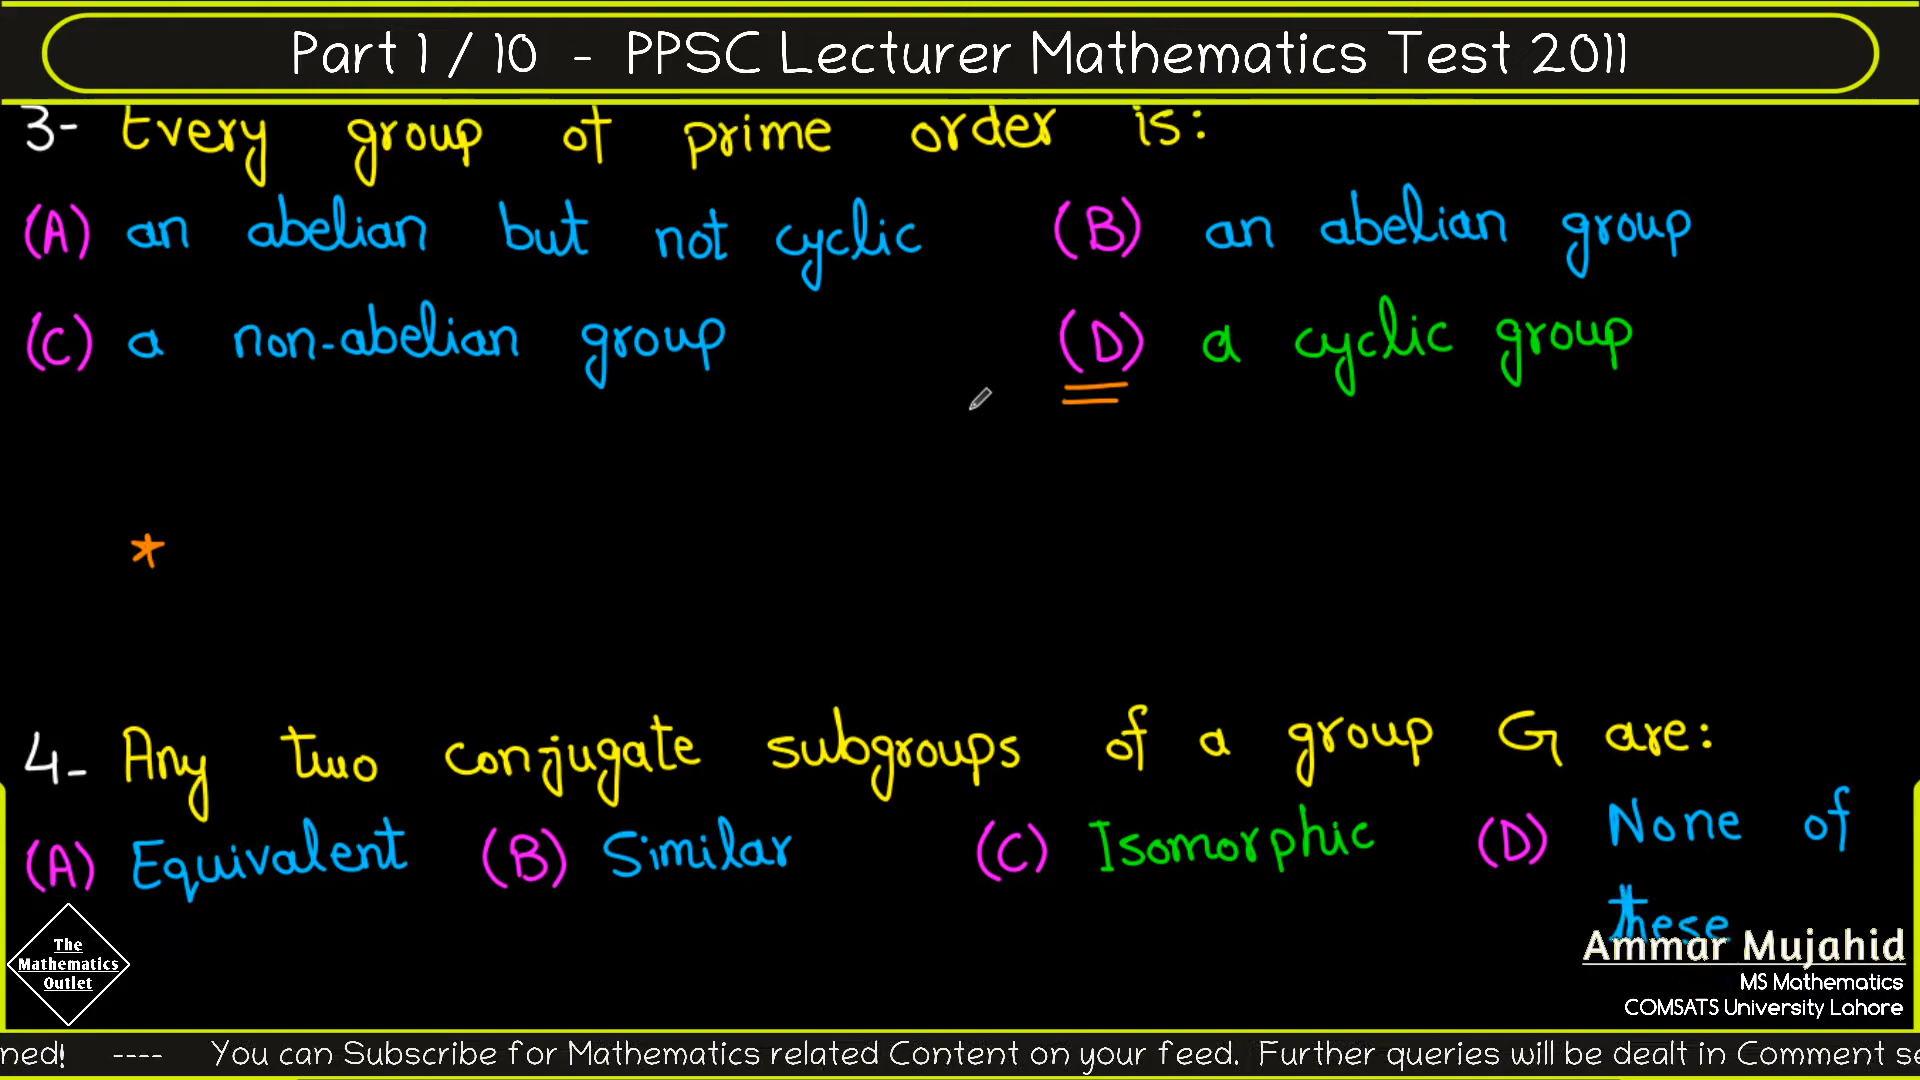 Part 1 / 10 - PPSC Lecturer Mathematics Test 2011
3- Every group of prime order is:
(A) an abelian but not cyclic (B) an abelian group
(C) a non-abelian group (D) a cyclic group
*
4- Any two conjugate subgroups of a group G are:
(A) Equivalent (B) Similar (C) Isomorphic (D) None of
these
The
Mathematics
Outlet
Ammar Mujahid
MS Mathematics
COMSATS University Lahore
ned! ---- You can Subscribe for Mathematics related Content on your feed. Further queries will be dealt in Comment se